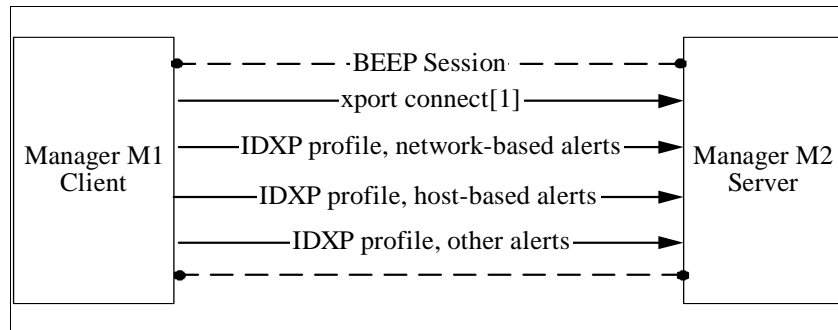 BEEP Session
xport connect[1]
IDXP profile, network-based alerts
Manager M1
Client
Manager M2
Server
IDXP profile, host-based alerts
IDXP profile, other alerts